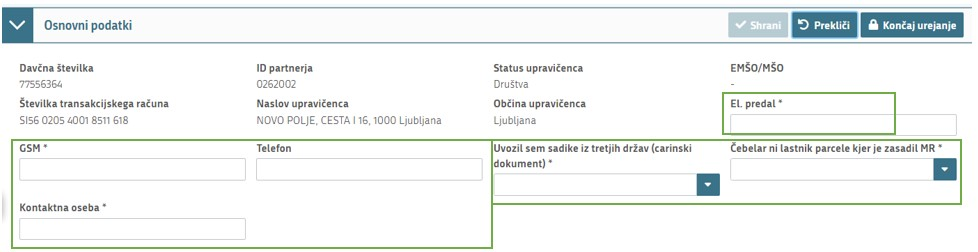 Osnovni podatki
Shrani
Prekliči
Končaj urejanje
Davčna številka
ID partnerja
Status upravičenca
EMŠO/MŠO
77556364
0262002
Društva
-
Številka transakcijskega računa
Naslov upravičenca
Občina upravičenca
El. predal *
SI56 0205 4001 8511 618
NOVO POLJE, CESTA I 16, 1000 Ljubljana
Ljubljana
GSM *
Telefon
Uvozil sem sadike iz tretjih držav (carinski
dokument) *
Čebelar ni lastnik parcele kjer je zasadil MR *
Kontaktna oseba *